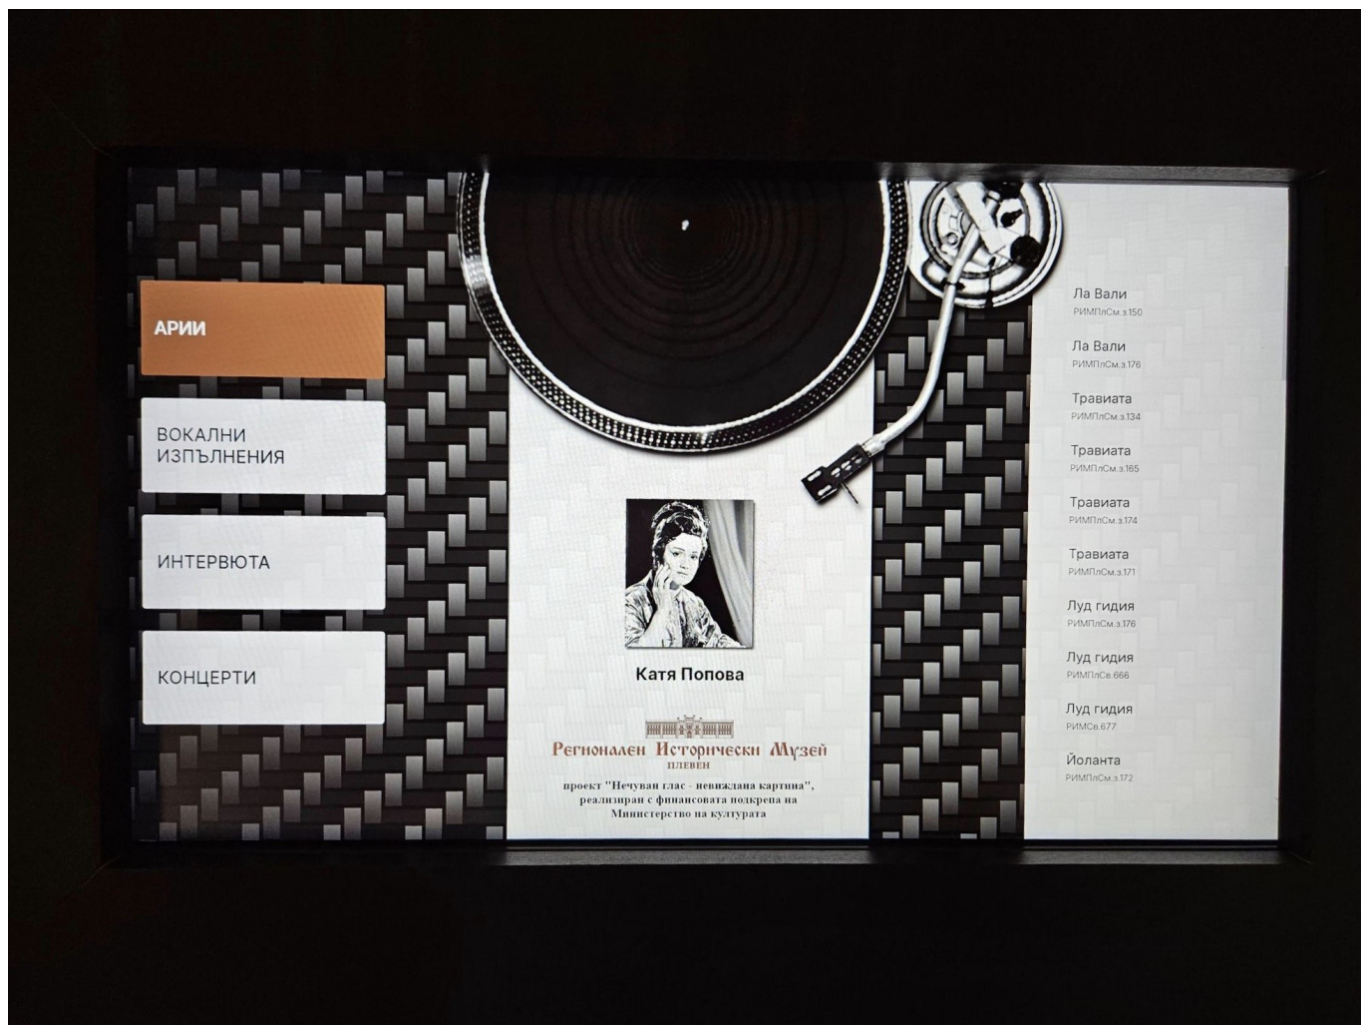 АРИИ
ВОКАЛНИ
ИЗПЪЛНЕНИЯ
ИНТЕРВЮТА
КОНЦЕРТИ
Катя Попова
Регионален Исторически Музей
ПЛЕВЕН
проект "Нечуван глас - невиждана картина",
реализиран с финансовата подкрепа на
Министерство на културата
Ла Вали
РИМПлСм.з.150
Ла Вали
РИМПлСм.з.176
Травиата
РИМПлСм.з.134
Травиата
РИМПлСм.з.165
Травиата
РИМПлСм.з.174
Травиата
РИМПлСм.з.171
Луд гидия
РИМПлСм.з.176
Луд гидия
РИМПлСв.666
Луд гидия
РИМСв.677
Йоланта
РИМПлСм.з.172